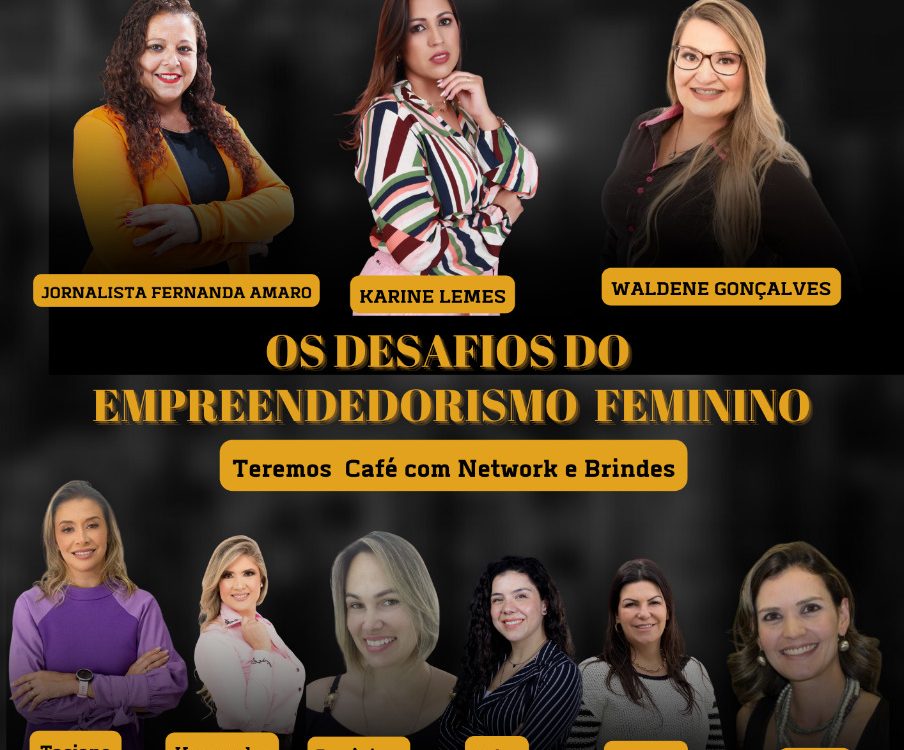 JORNALISTA FERNANDA AMARO
KARINE LEMES
WALDENE GONÇALVES
OS DESAFIOS DO
EMPREENDEDORISMO FEMININO
Teremos Café com Network e Brindes